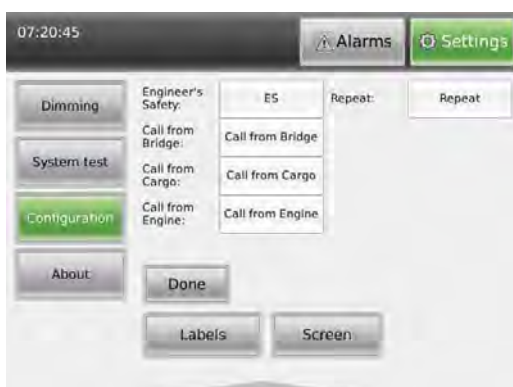 07:20:45
Alarms
Settings
Dimming
System test
Configuration
About
Engineer's Safety:
ES
Repeat:
Repeat
Call from Bridge:
Call from Bridge
Call from Cargo:
Call from Cargo
Call from Engine:
Call from Engine
Done
Labels
Screen